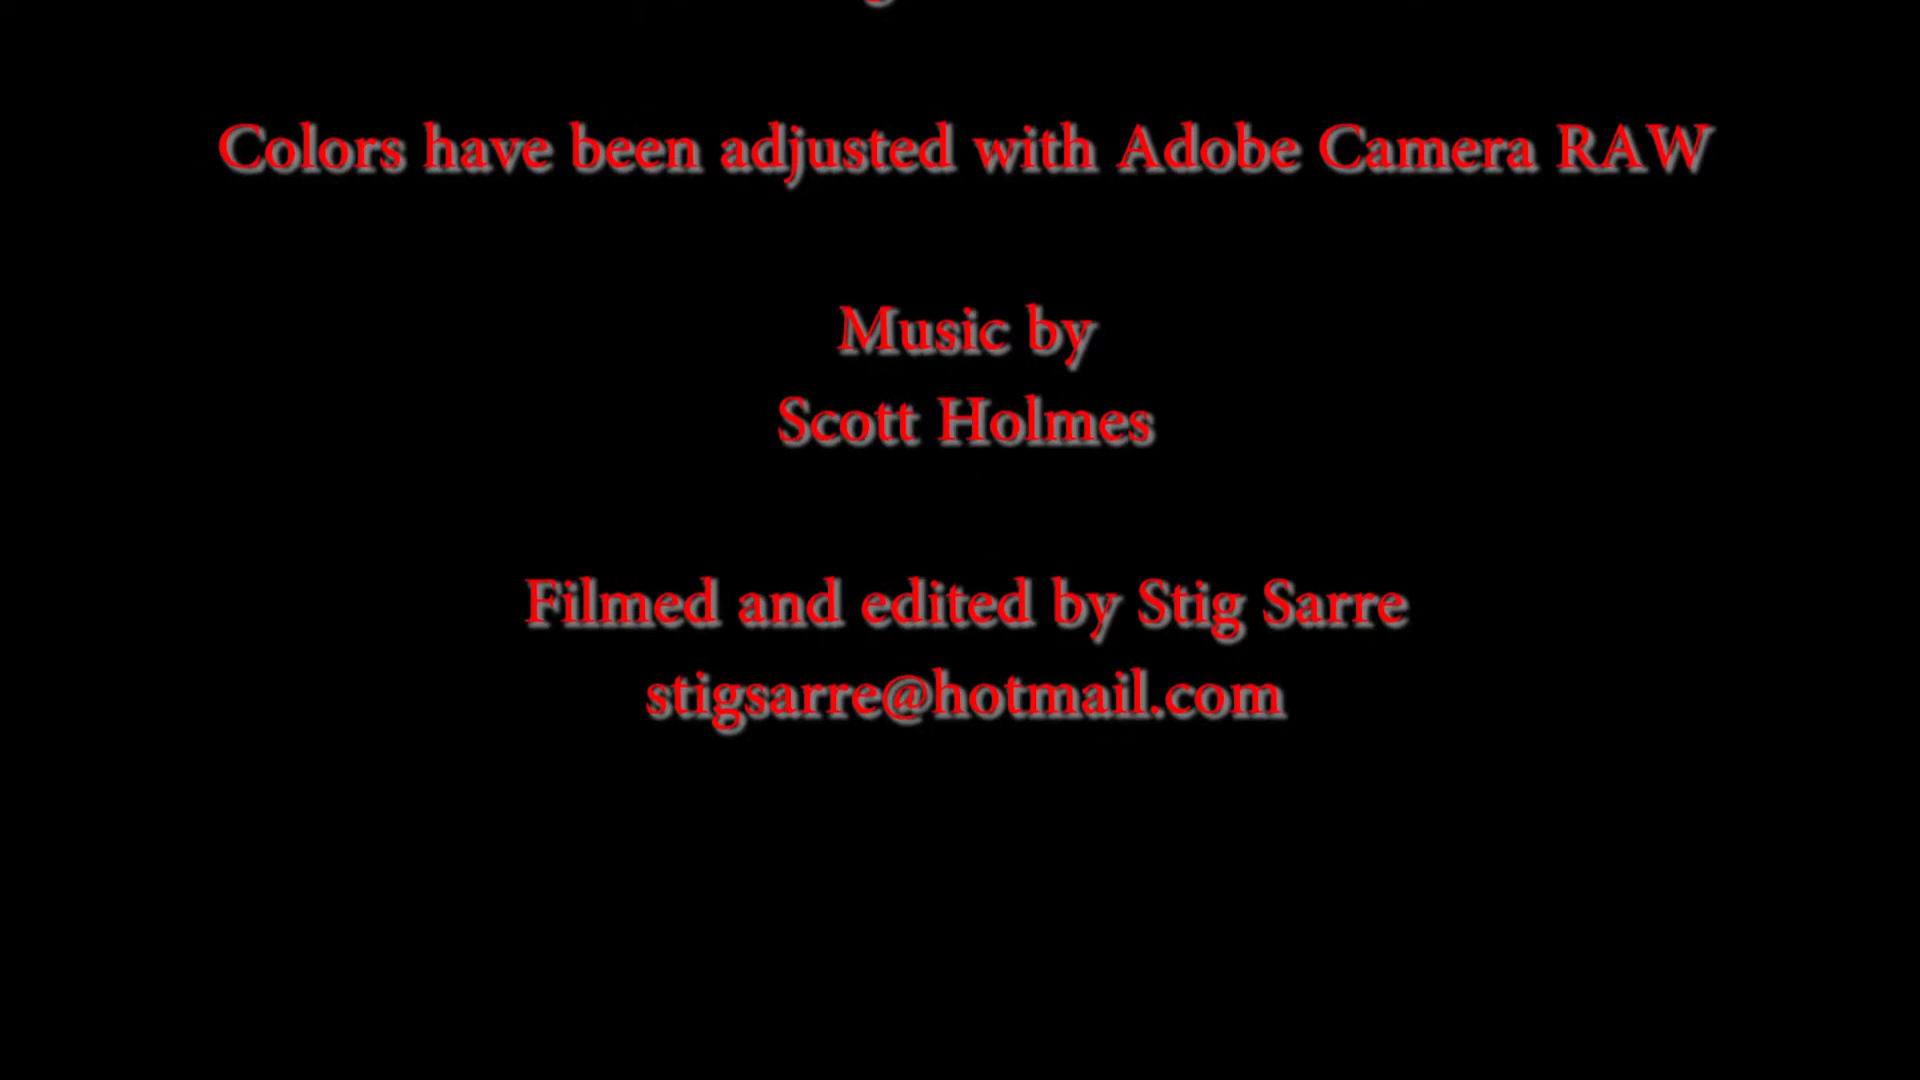 Colors have been adjusted with Adobe Camera RAW
Music by
Scott Holmes
Filmed and edited by Stig Sarre
stigsarre@hotmail.com